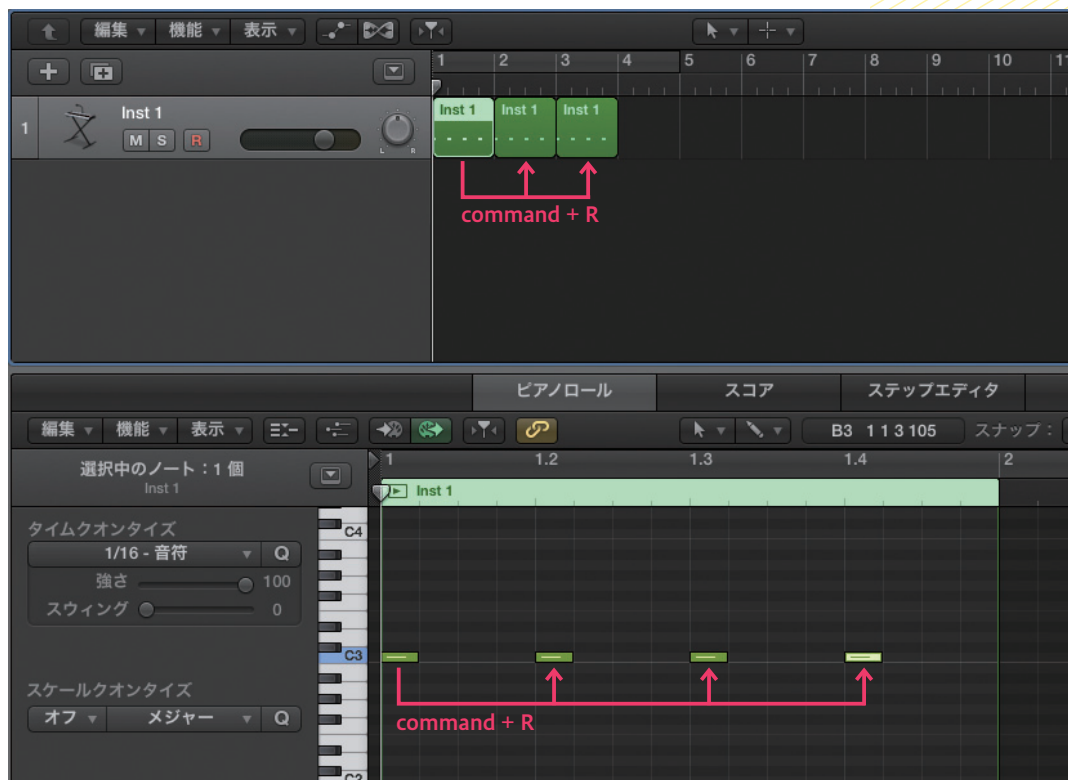 編集 機能 表示
1 2 3 4 5 6 7 8 9 10
1 Inst 1
M S R
L R
Inst 1 Inst 1 Inst 1
command + R
ピアノロール スコア ステップエディタ
編集 機能 表示 B3 1 1 3 105 スナップ：
選択中のノート：1 個
Inst 1
1 1.2 1.3 1.4 2
Inst 1
タイムクオンタイズ
1/16 - 音符 Q
強さ 100
スウィング 0
スケールクオンタイズ
オフ メジャー Q
C4
C3
C2
command + R